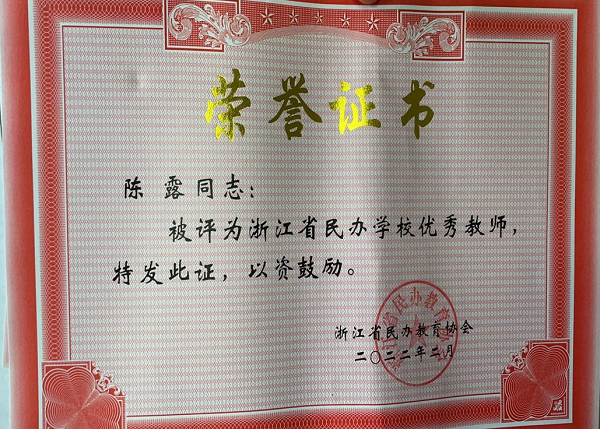 荣誉证书
陈露同志：
被评为浙江省民办学校优秀教师，
特发此证，以资鼓励。
浙江省民办教育协会
二〇二二年二月